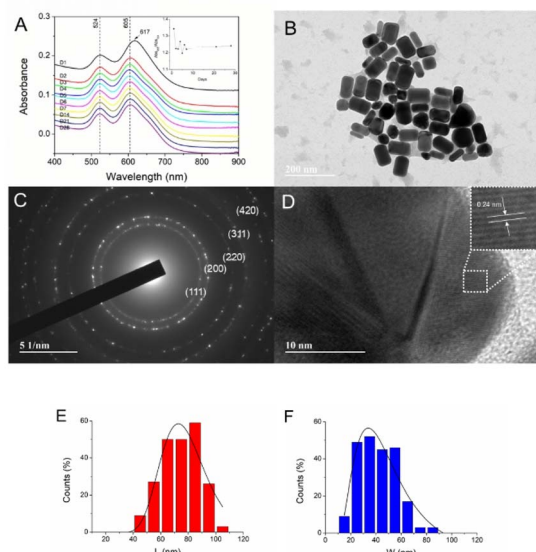 A
524
605
617
Absorbance
0.3
0.2
0.1
0.0
D1
D2
D3
D4
D5
D6
D7
D14
D21
D28
400 500 600 700 800 900
Wavelength (nm)
Days
B
200 nm
C
(420)
(311)
(220)
(200)
(111)
5 1/nm
D
0.24 nm
10 nm
E
Counts (%)
60
40
20
0
0 20 40 60 80 100 120
L (nm)
F
Counts (%)
60
40
20
0
0 20 40 60 80 100 120
W (nm)